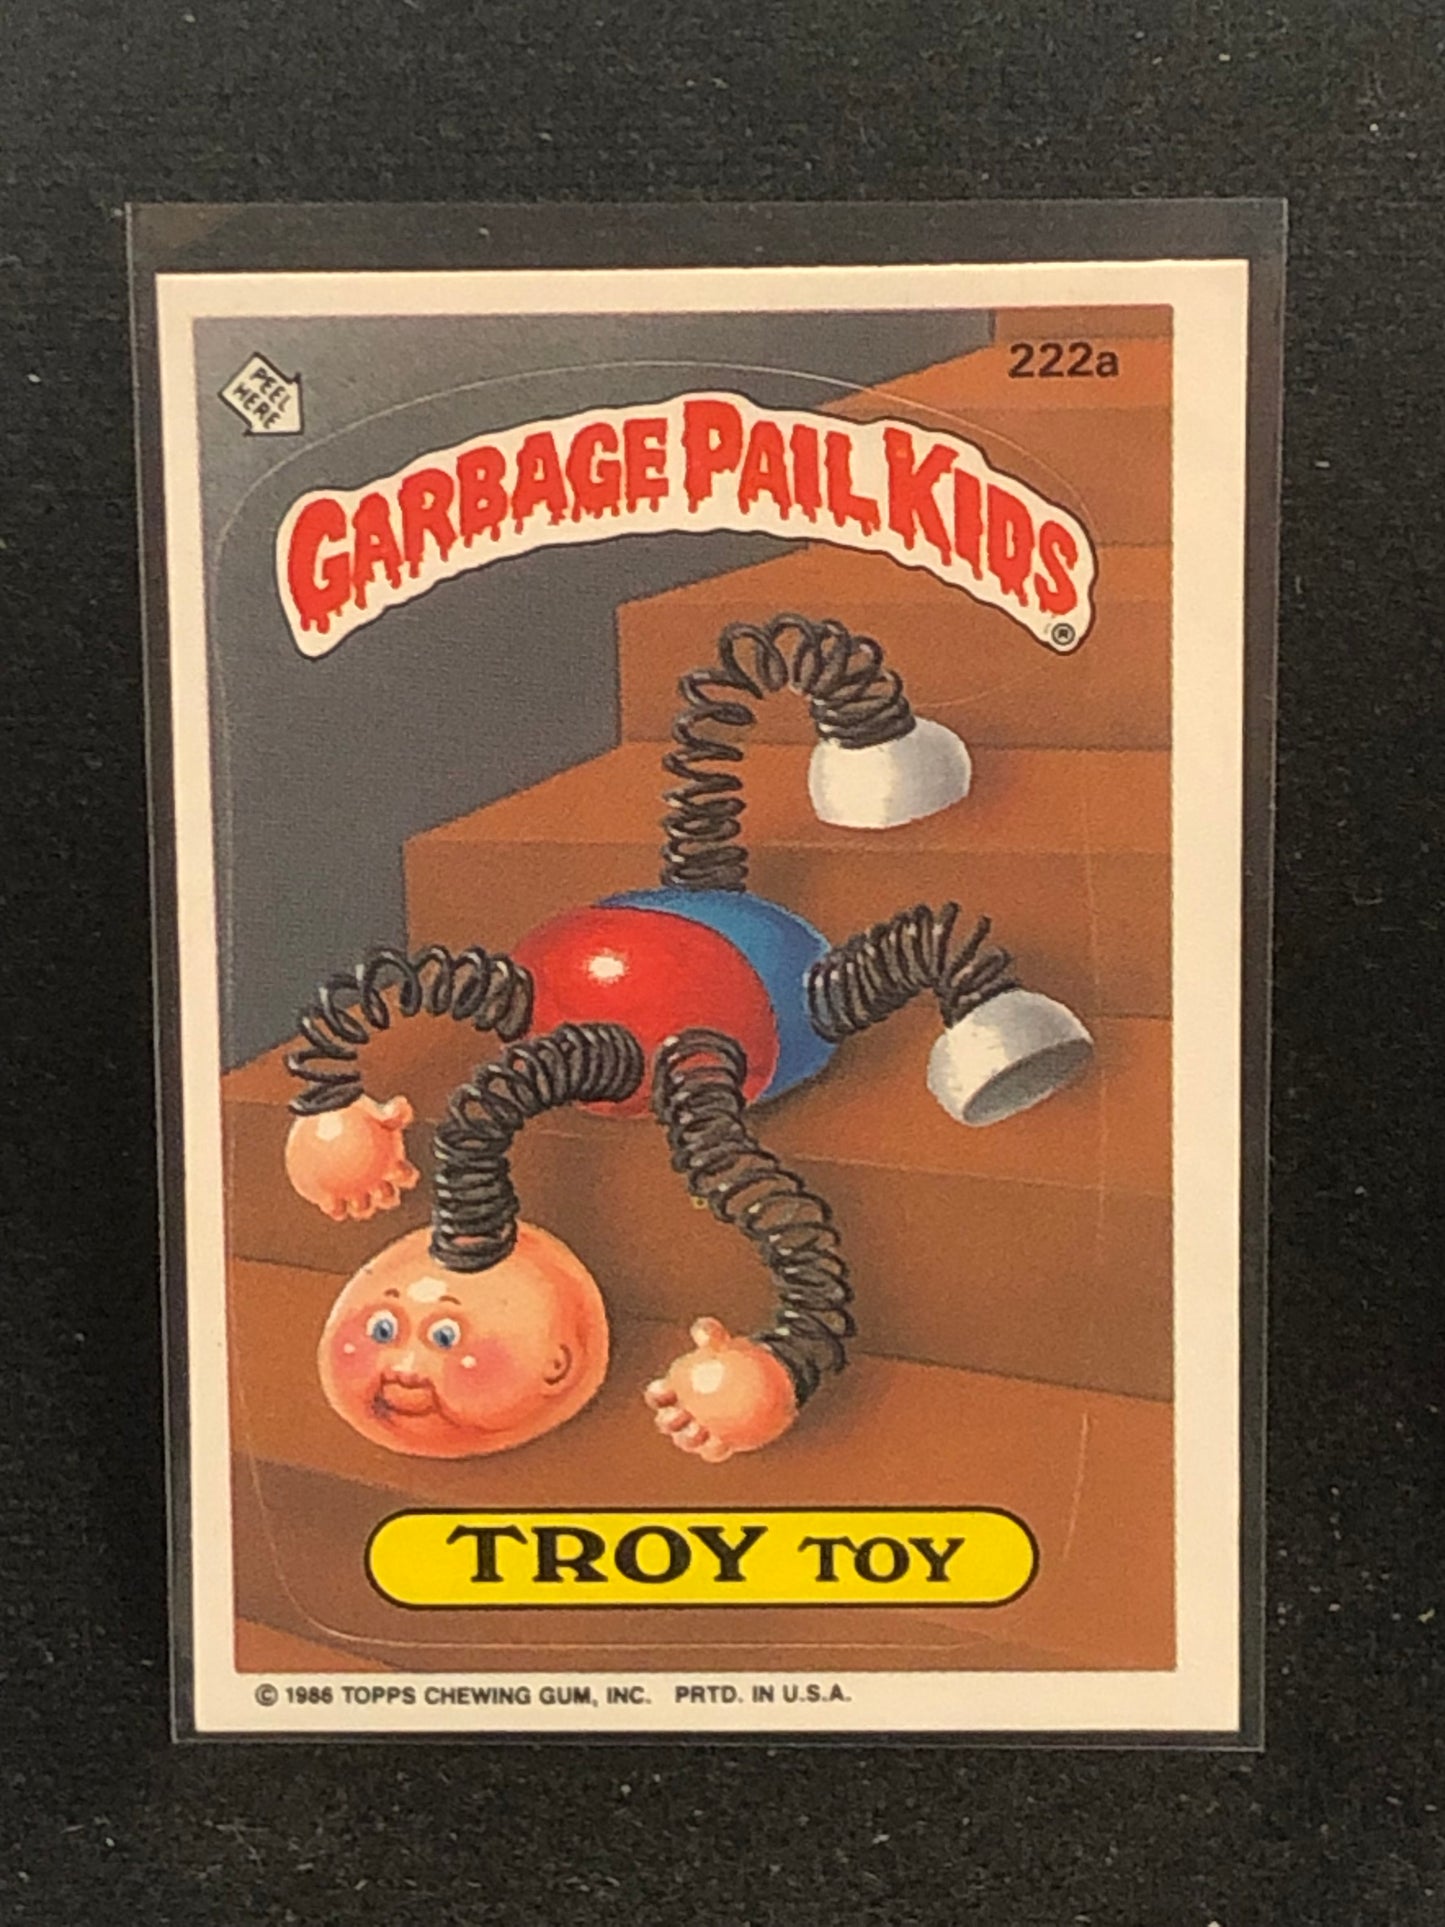 222a
PEEL
HERE
GARBAGE PAIL KIDS
®
TROY TOY
© 1986 TOPPS CHEWING GUM, INC. PRTD. IN U.S.A.